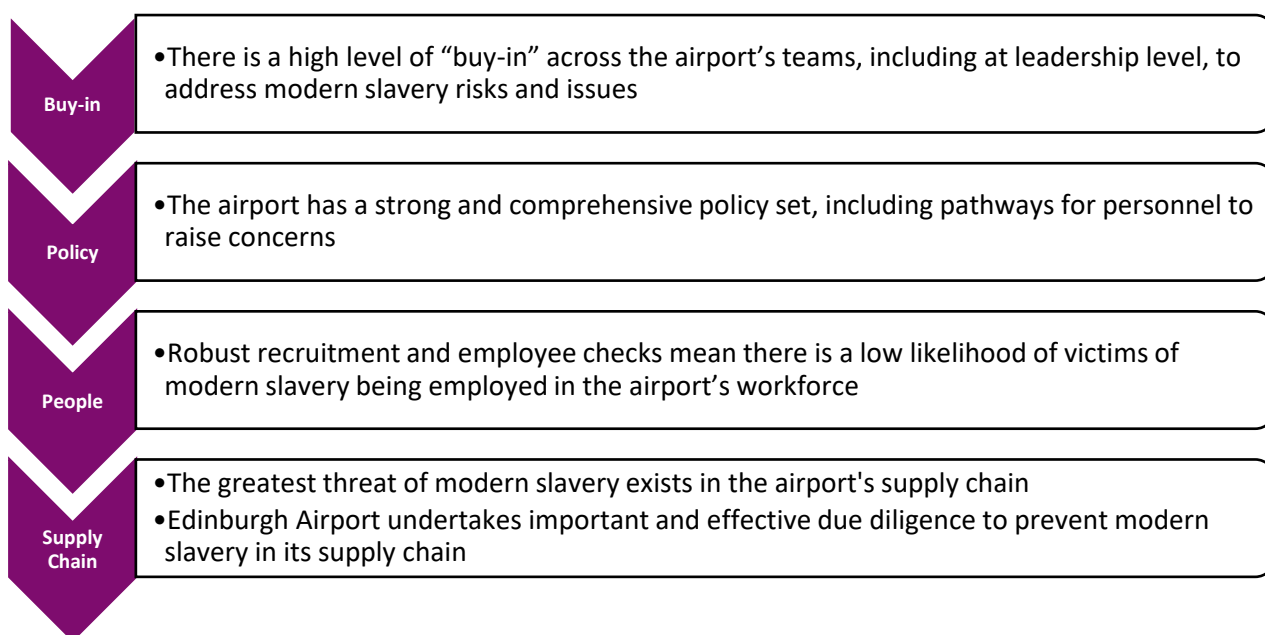 Buy-in
•There is a high level of “buy-in” across the airport’s teams, including at leadership level, to
address modern slavery risks and issues
Policy
•The airport has a strong and comprehensive policy set, including pathways for personnel to
raise concerns
People
•Robust recruitment and employee checks mean there is a low likelihood of victims of
modern slavery being employed in the airport’s workforce
Supply
Chain
•The greatest threat of modern slavery exists in the airport's supply chain
•Edinburgh Airport undertakes important and effective due diligence to prevent modern
slavery in its supply chain